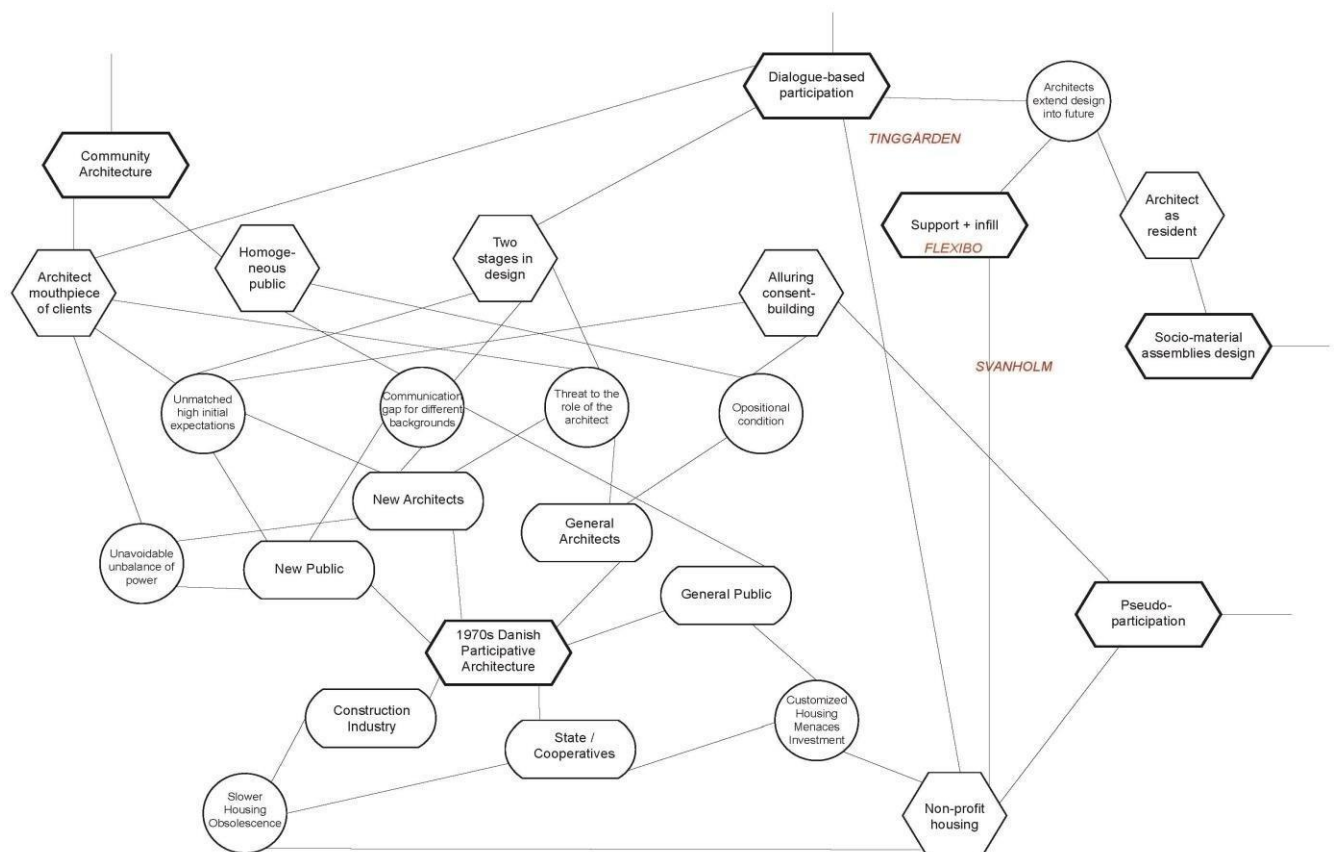 Dialogue-based
participation
Architects
extend design
into future
TINGGÅRDEN
Community
Architecture
Architect
as
resident
Support + infill
FLEXIBO
Homoge-
neous
public
Two
stages in
design
Architect
mouthpiece
of clients
Alluring
consent-
building
Socio-material
assemblies design
SVANHOLM
Unmatched
high initial
expectations
Communication
gap for different
backgrounds
Threat to the
role of the
architect
Opositional
condition
New Architects
General
Architects
Unavoidable
unbalance of
power
New Public
General Public
Pseudo-
participation
1970s Danish
Participative
Architecture
Construction
Industry
State /
Cooperatives
Customized
Housing
Menaces
Investment
Slower
Housing
Obsolescence
Non-profit
housing